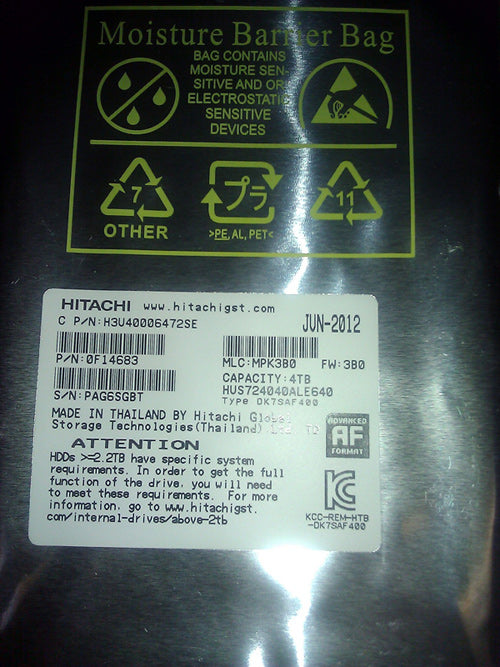 Moisture Barrier Bag
BAG CONTAINS
MOISTURE SEN-
SITIVE AND OR
ELECTROSTATIC
SENSITIVE
DEVICES
7
OTHER
プラ
>PE, AL, PET<
11
HITACHI www.hitachigst.com
C P/N:H3U40006472SE
JUN-2012
P/N:0F14683
MLC:MPK3B0 FW:3B0
CAPACITY:4TB
HUS724040ALE640
Type DK7SAF400
S/N:PAG6SGBT
MADE IN THAILAND BY Hitachi Global
Storage Technologies(Thailand) Ltd. TP
ADVANCED
AF
FORMAT
ATTENTION
HDDs >=2.2TB have specific system
requirements. In order to get the full
function of the drive, you will need
to meet these requirements. For more
information, go to www.hitachigst.
com/internal-drives/above-2tb
KC
KCC-REM-HTB
-DK7SAF400